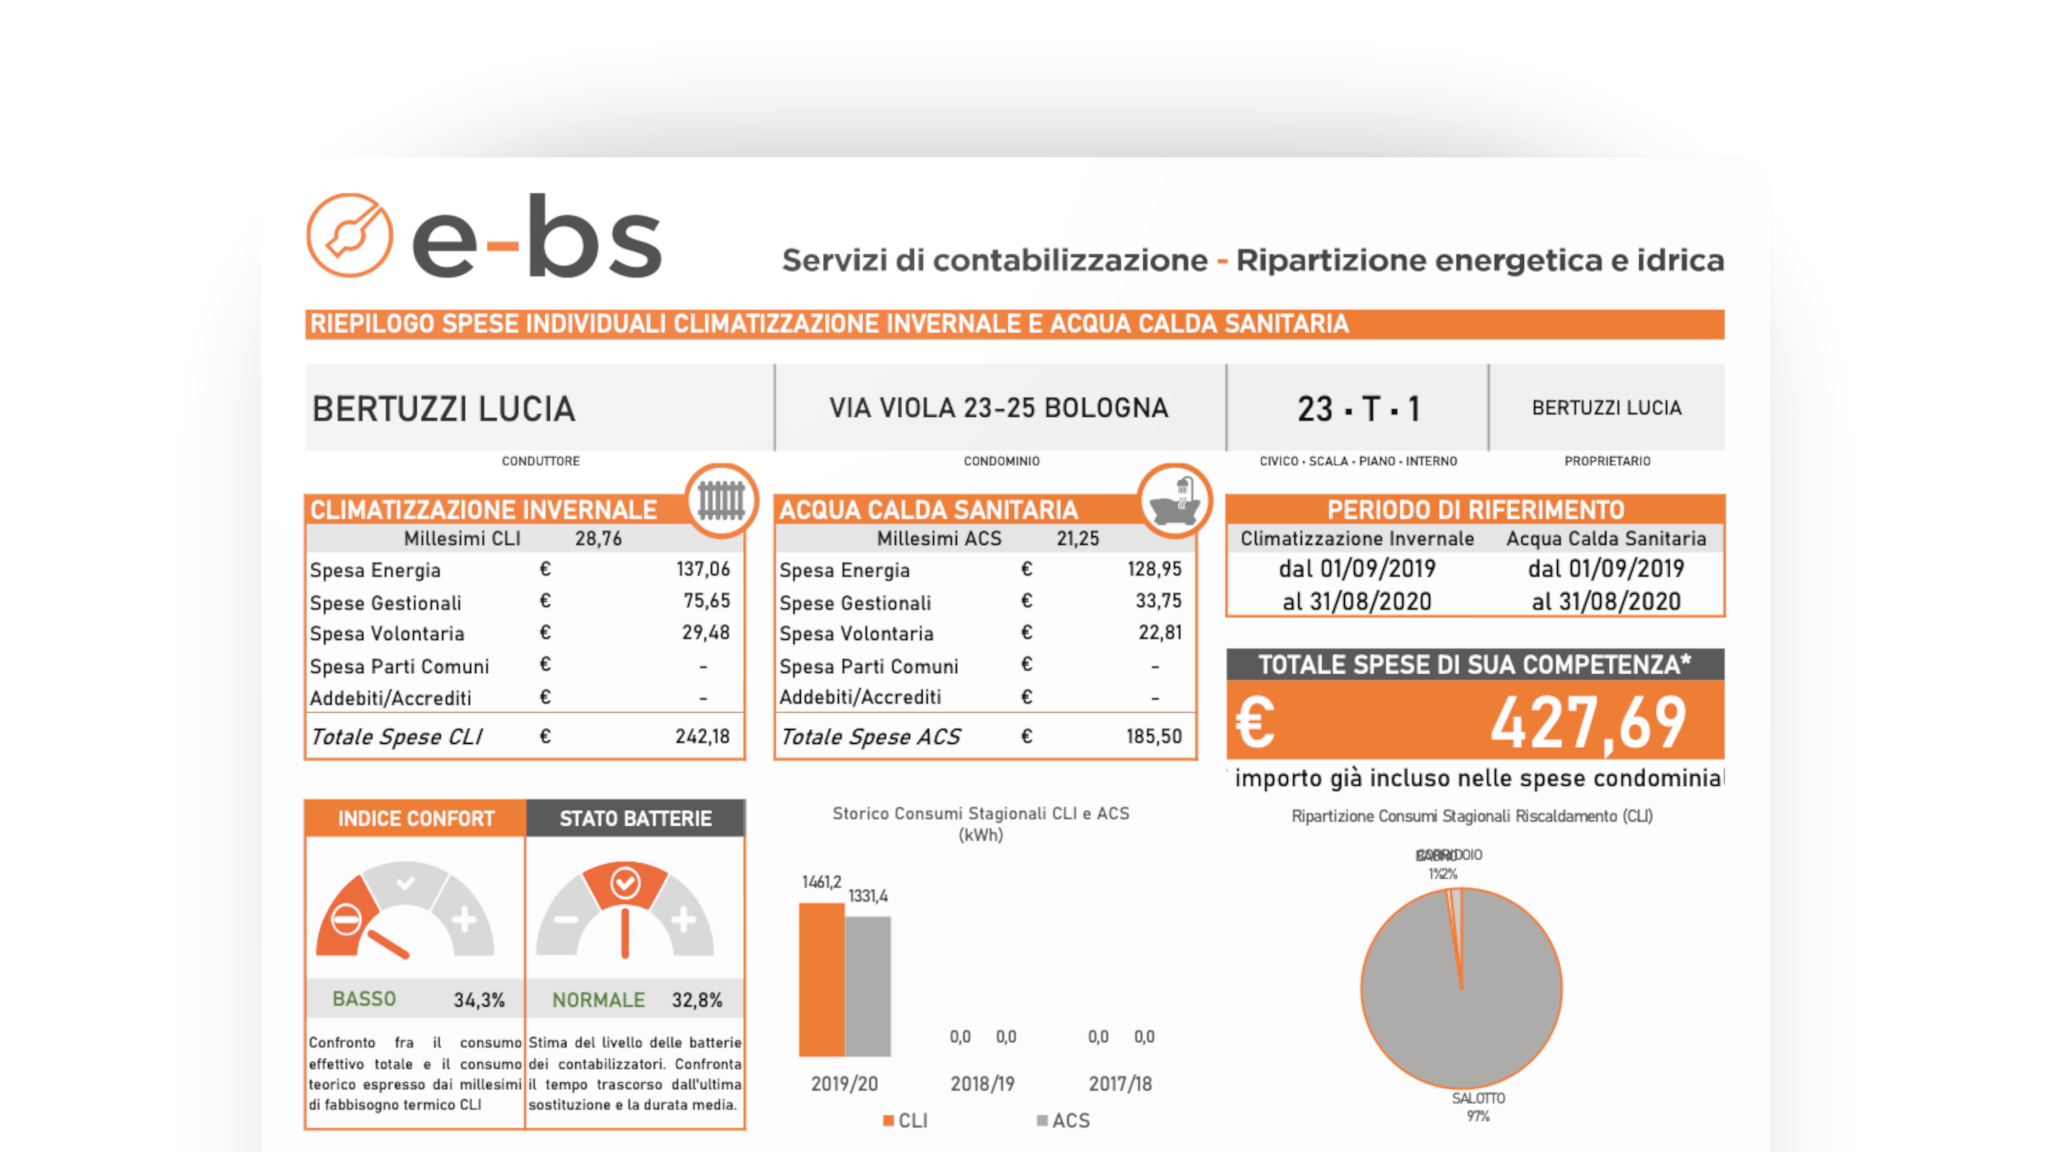 e-bs
Servizi di contabilizzazione - Ripartizione energetica e idrica
RIEPILOGO SPESE INDIVIDUALI CLIMATIZZAZIONE INVERNALE E ACQUA CALDA SANITARIA
BERTUZZI LUCIA
VIA VIOLA 23-25 BOLOGNA
23 · T · 1
BERTUZZI LUCIA
CONDUTTORE
CONDOMINIO
CIVICO · SCALA · PIANO · INTERNO
PROPRIETARIO
CLIMATIZZAZIONE INVERNALE
Millesimi CLI 28,76
Spesa Energia € 137,06
Spese Gestionali € 75,65
Spesa Volontaria € 29,48
Spesa Parti Comuni € -
Addebiti/Accrediti € -
Totale Spese CLI € 242,18
ACQUA CALDA SANITARIA
Millesimi ACS 21,25
Spesa Energia € 128,95
Spese Gestionali € 33,75
Spesa Volontaria € 22,81
Spesa Parti Comuni € -
Addebiti/Accrediti € -
Totale Spese ACS € 185,50
PERIODO DI RIFERIMENTO
Climatizzazione Invernale Acqua Calda Sanitaria
dal 01/09/2019 dal 01/09/2019
al 31/08/2020 al 31/08/2020
TOTALE SPESE DI SUA COMPETENZA*
€ 427,69
importo già incluso nelle spese condominial
INDICE CONFORT
BASSO 34,3%
Confronto fra il consumo
effettivo totale e il consumo
teorico espresso dai millesimi
di fabbisogno termico CLI
STATO BATTERIE
NORMALE 32,8%
Stima del livello delle batterie
dei contabilizzatori. Confronta
il tempo trascorso dall'ultima
sostituzione e la durata media.
Storico Consumi Stagionali CLI e ACS
(kWh)
1461,2
1331,4
0,0 0,0 0,0 0,0
2019/20 2018/19 2017/18
CLI ACS
Ripartizione Consumi Stagionali Riscaldamento (CLI)
CORRIDOIO
1% 2%
SALOTTO
97%